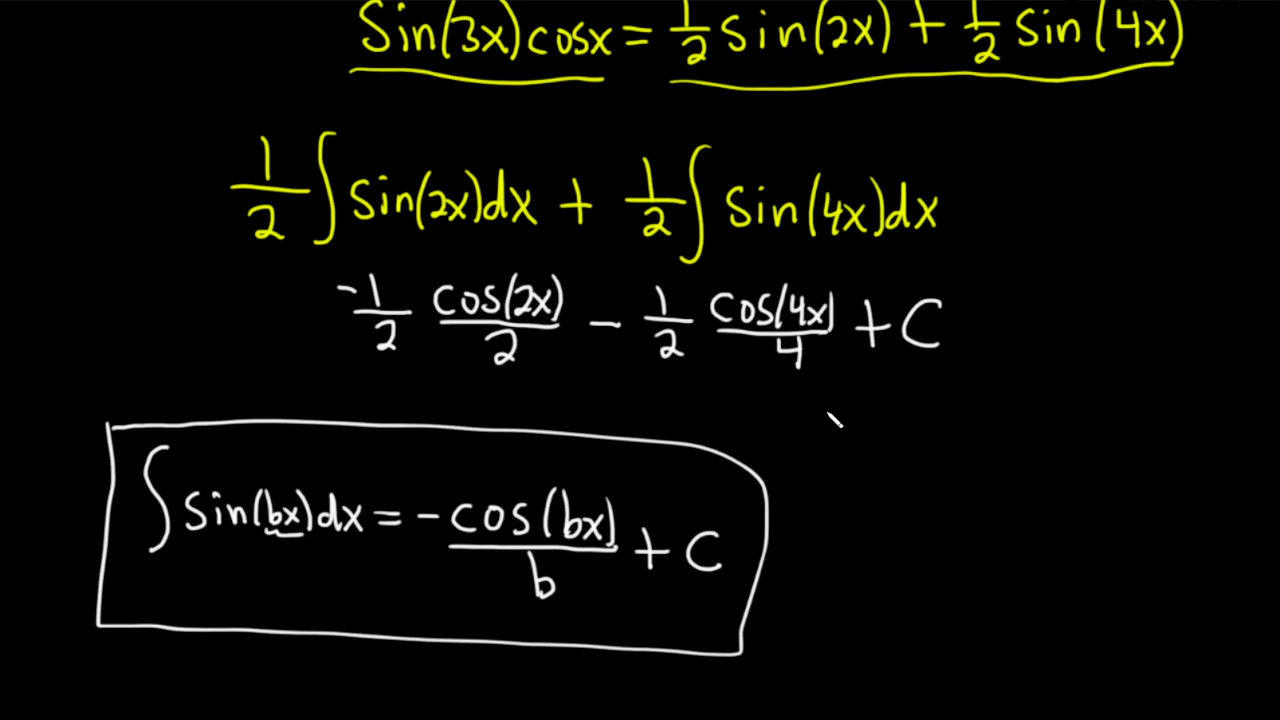 Sin(3x)cosx = 1/2 Sin(2x) + 1/2 Sin(4x)
1/2 ∫ Sin(2x)dx + 1/2 ∫ Sin(4x)dx
-1/2 cos(2x)/2 - 1/2 cos(4x)/4 + C
∫ Sin(bx)dx = - cos(bx)/b + C